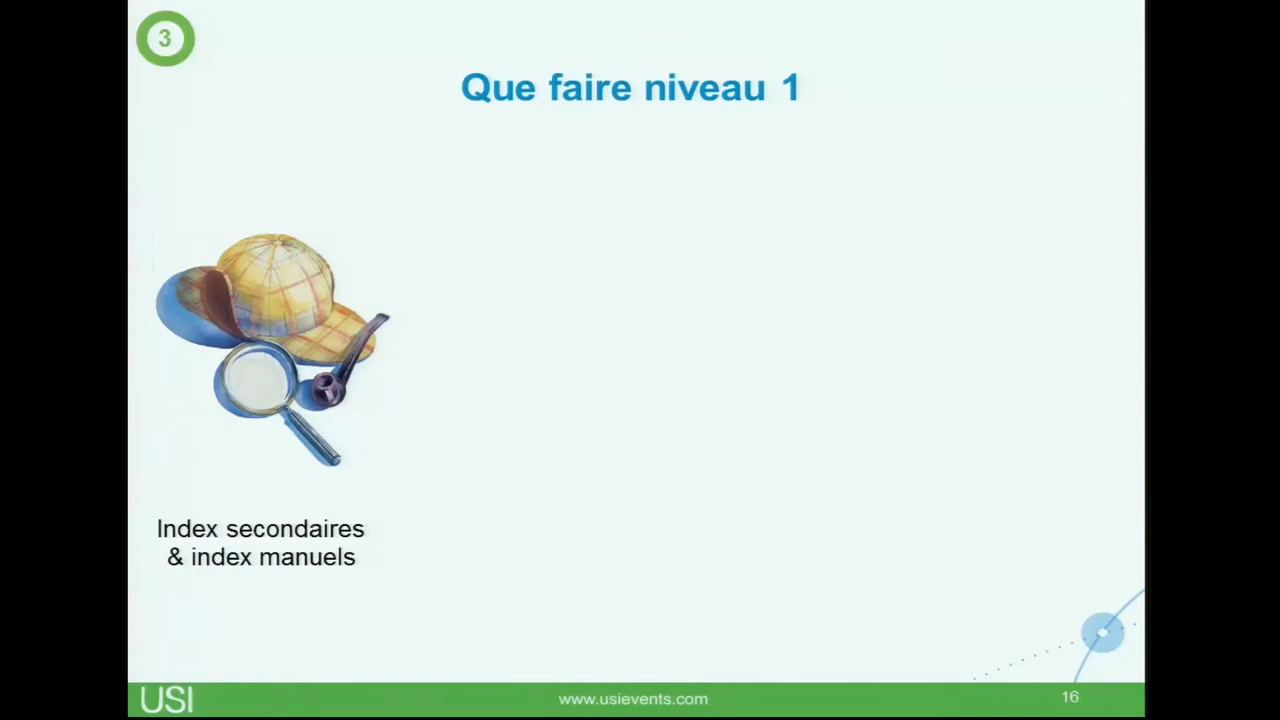 3
Que faire niveau 1
Index secondaires
& index manuels
USI
www.usievents.com
16